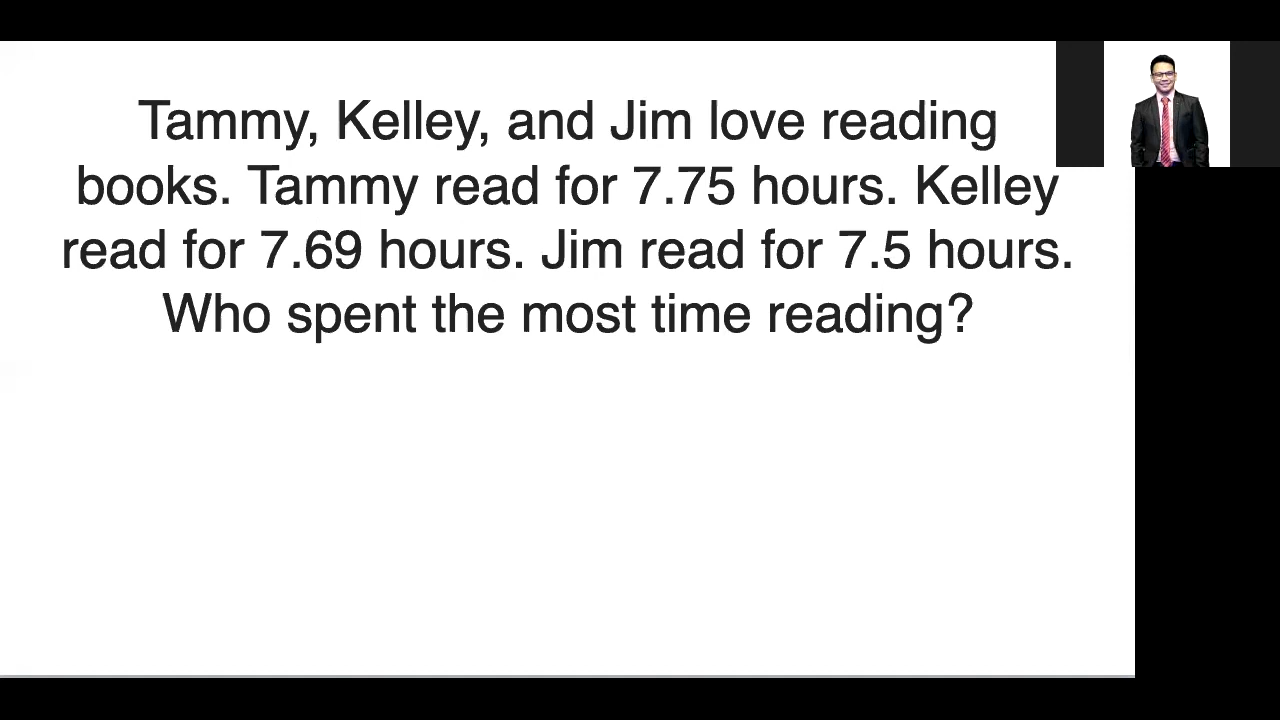 Tammy, Kelley, and Jim love reading
books. Tammy read for 7.75 hours. Kelley
read for 7.69 hours. Jim read for 7.5 hours.
Who spent the most time reading?